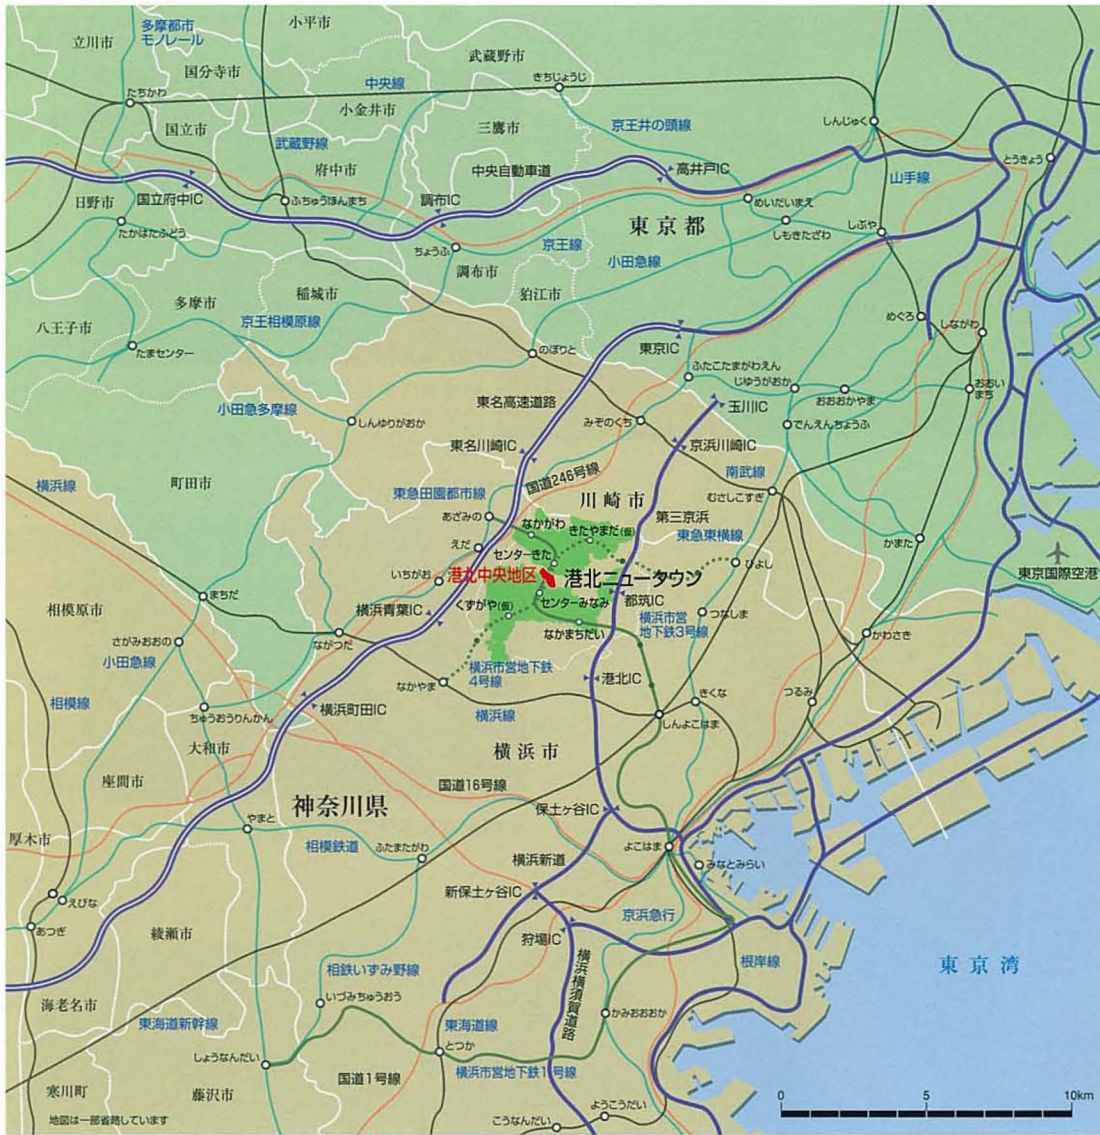 多摩都市
モノレール
小平市
立川市
国分寺市
武蔵野市
きちじょうじ
中央線
たちかわ
小金井市
国立市
三鷹市
京王井の頭線
しんじゅく
武蔵野線
府中市
中央自動車道
高井戸IC
とうきょう
山手線
日野市
国立府中IC
ふちゅうほんまち
調布IC
めいだいまえ
たかはたふどう
東京都
しもきたざわ
しぶや
ちょうふ
京王線
小田急線
調布市
狛江市
稲城市
多摩市
京王相模原線
八王子市
めぐろ
しながわ
たまセンター
のぼりと
東京IC
ふたこたまがわえん
じゆうがおか
おおおかやま
おおい
まち
東名高速道路
玉川IC
小田急多摩線
しんゆりがおか
みぞのくち
でんえんちょうふ
東名川崎IC
京浜川崎IC
横浜線
町田市
国道246号線
南武線
東急田園都市線
川崎市
むさしこすぎ
あざみの
なかがわ
きたやまだ(仮)
第三京浜
東急東横線
かまた
えだ
センターきた
ひよし
いちがお
港北中央地区
港北ニュータウン
東京国際空港
まちだ
横浜青葉IC
くずがや(仮)
センターみなみ
都筑IC
相模原市
つなしま
横浜市営
地下鉄3号線
なかまちだい
さがみおおの
ながつだ
かわさき
小田急線
横浜市営地下鉄
4号線
なかやま
港北IC
相模線
ちゅうおうりんかん
横浜町田IC
横浜線
きくな
つるみ
しんよこはま
大和市
横浜市
座間市
国道16号線
神奈川県
保土ヶ谷IC
やまと
厚木市
相模鉄道
ふたまたがわ
よこはま
横浜新道
みなとみらい
えびな
新保土ヶ谷IC
あつぎ
京浜急行
綾瀬市
狩場IC
根岸線
東京湾
相鉄いずみ野線
横浜横須賀道路
いづみちゅうおう
海老名市
東海道新幹線
東海道線
かみおおおか
とつか
しょうなんだい
国道1号線
横浜市営地下鉄1号線
寒川町
藤沢市
地図は一部省略しています
ようこうだい
こうなんだい
0 5 10km